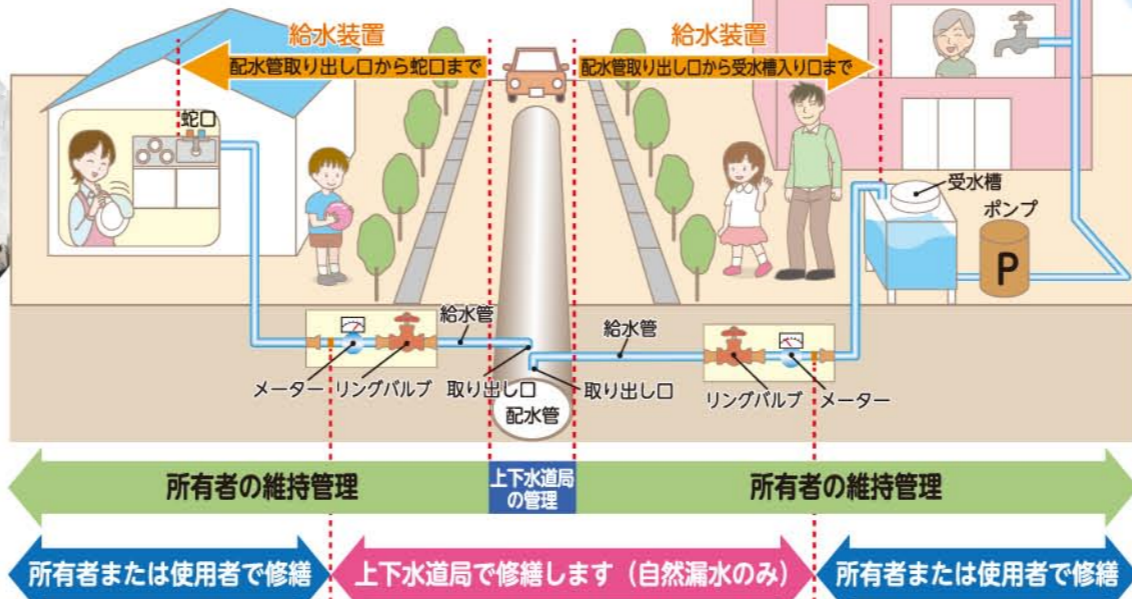 給水装置
配水管取り出し口から蛇口まで
給水装置
配水管取り出し口から受水槽入り口まで
蛇口
受水槽
ポンプ
P
給水管
給水管
メーター
リングバルブ
取り出し口
取り出し口
配水管
リングバルブ
メーター
所有者の維持管理
上下水道局
の管理
所有者の維持管理
所有者または使用者で修繕
上下水道局で修繕します（自然漏水のみ）
所有者または使用者で修繕